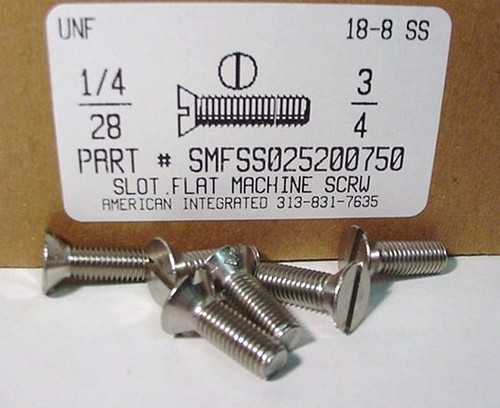 UNF 18-8 SS
1/4 3/4
28
PART # SMFSS025200750
SLOT.FLAT MACHINE SCRW
AMERICAN INTEGRATED 313-831-7635